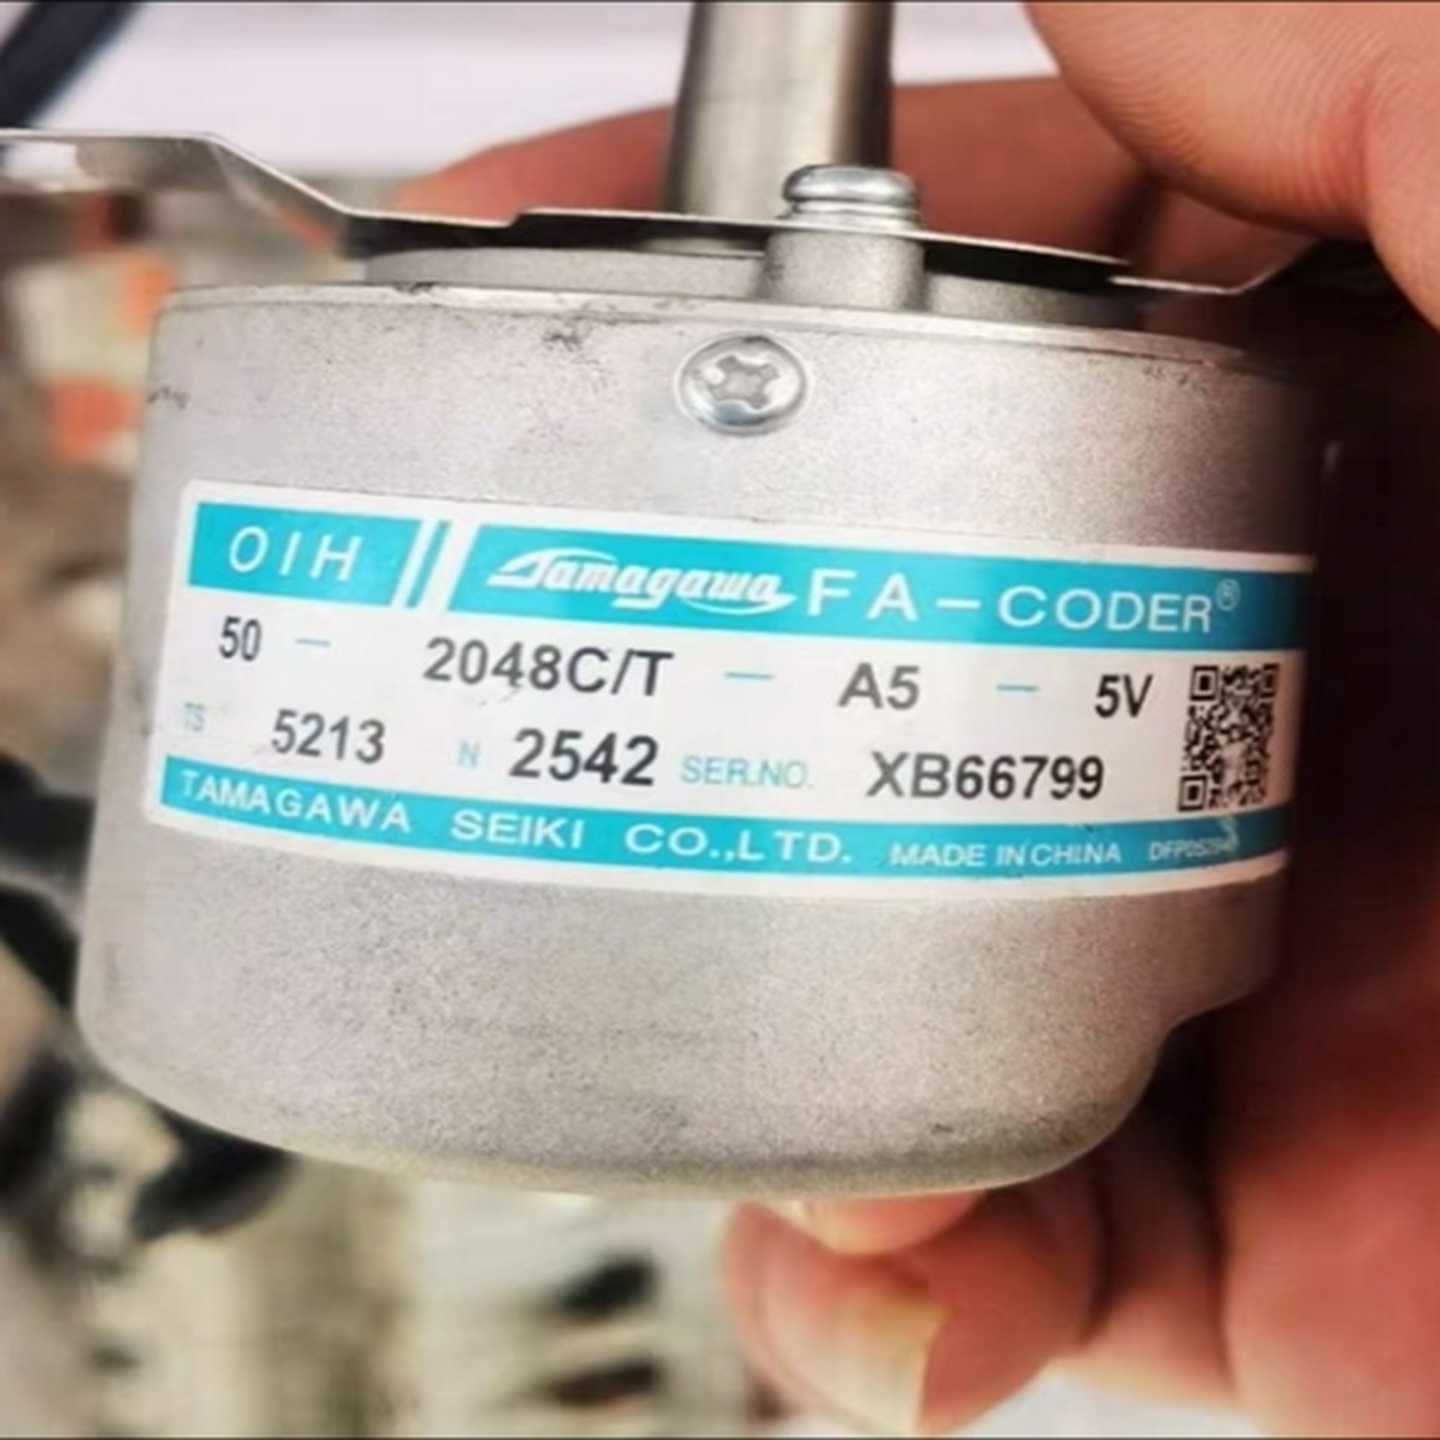 OIH Tamagawa FA-CODER®
50 — 2048C/T — A5 — 5V
TS 5213 N 2542 SER.NO. XB66799
TAMAGAWA SEIKI CO.,LTD. MADE IN CHINA